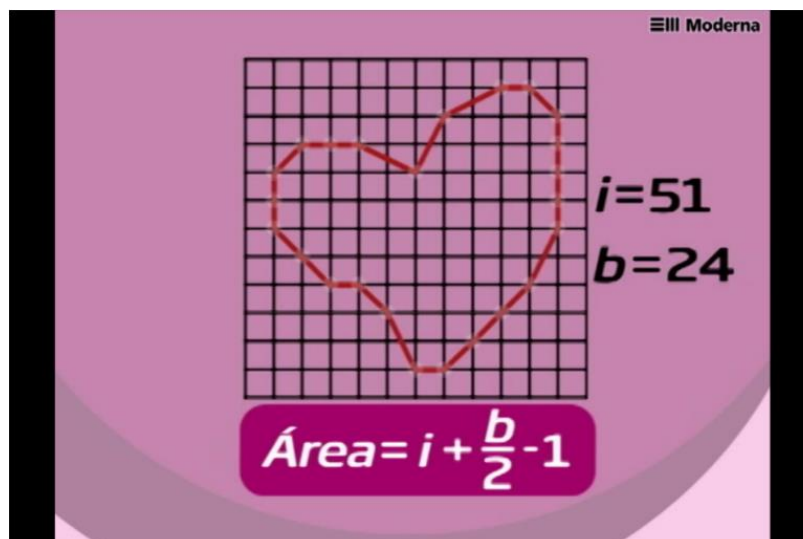 Moderna
i=51
b=24
Área= i + b/2 -1